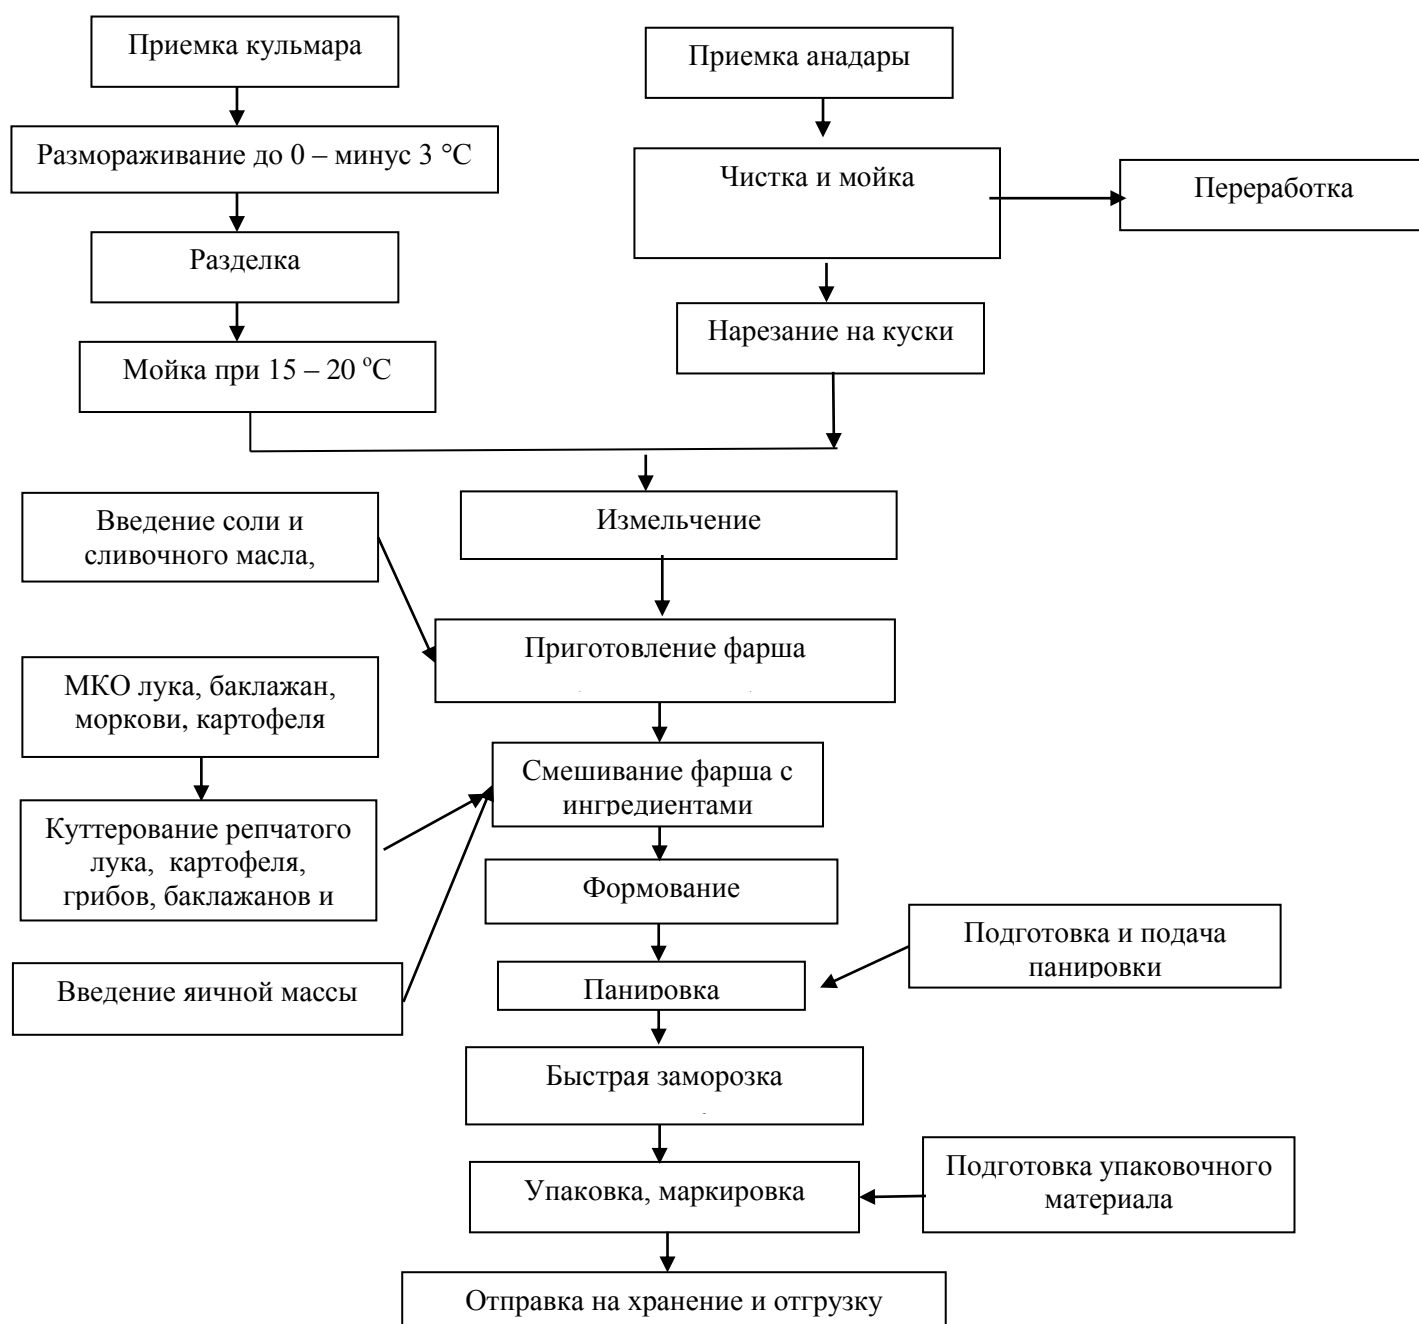 Приемка кульмара
Приемка анадары
Размораживание до 0 – минус 3 °С
Чистка и мойка
Переработка
Разделка
Нарезание на куски
Мойка при 15 – 20 °С
Введение соли и
сливочного масла,
Измельчение
Приготовление фарша
МКО лука, баклажан,
моркови, картофеля
Смешивание фарша с
ингредиентами
Куттерование репчатого
лука, картофеля,
грибов, баклажанов и
Формование
Подготовка и подача
панировки
Введение яичной массы
Панировка
Быстрая заморозка
Подготовка упаковочного
материала
Упаковка, маркировка
Отправка на хранение и отгрузку